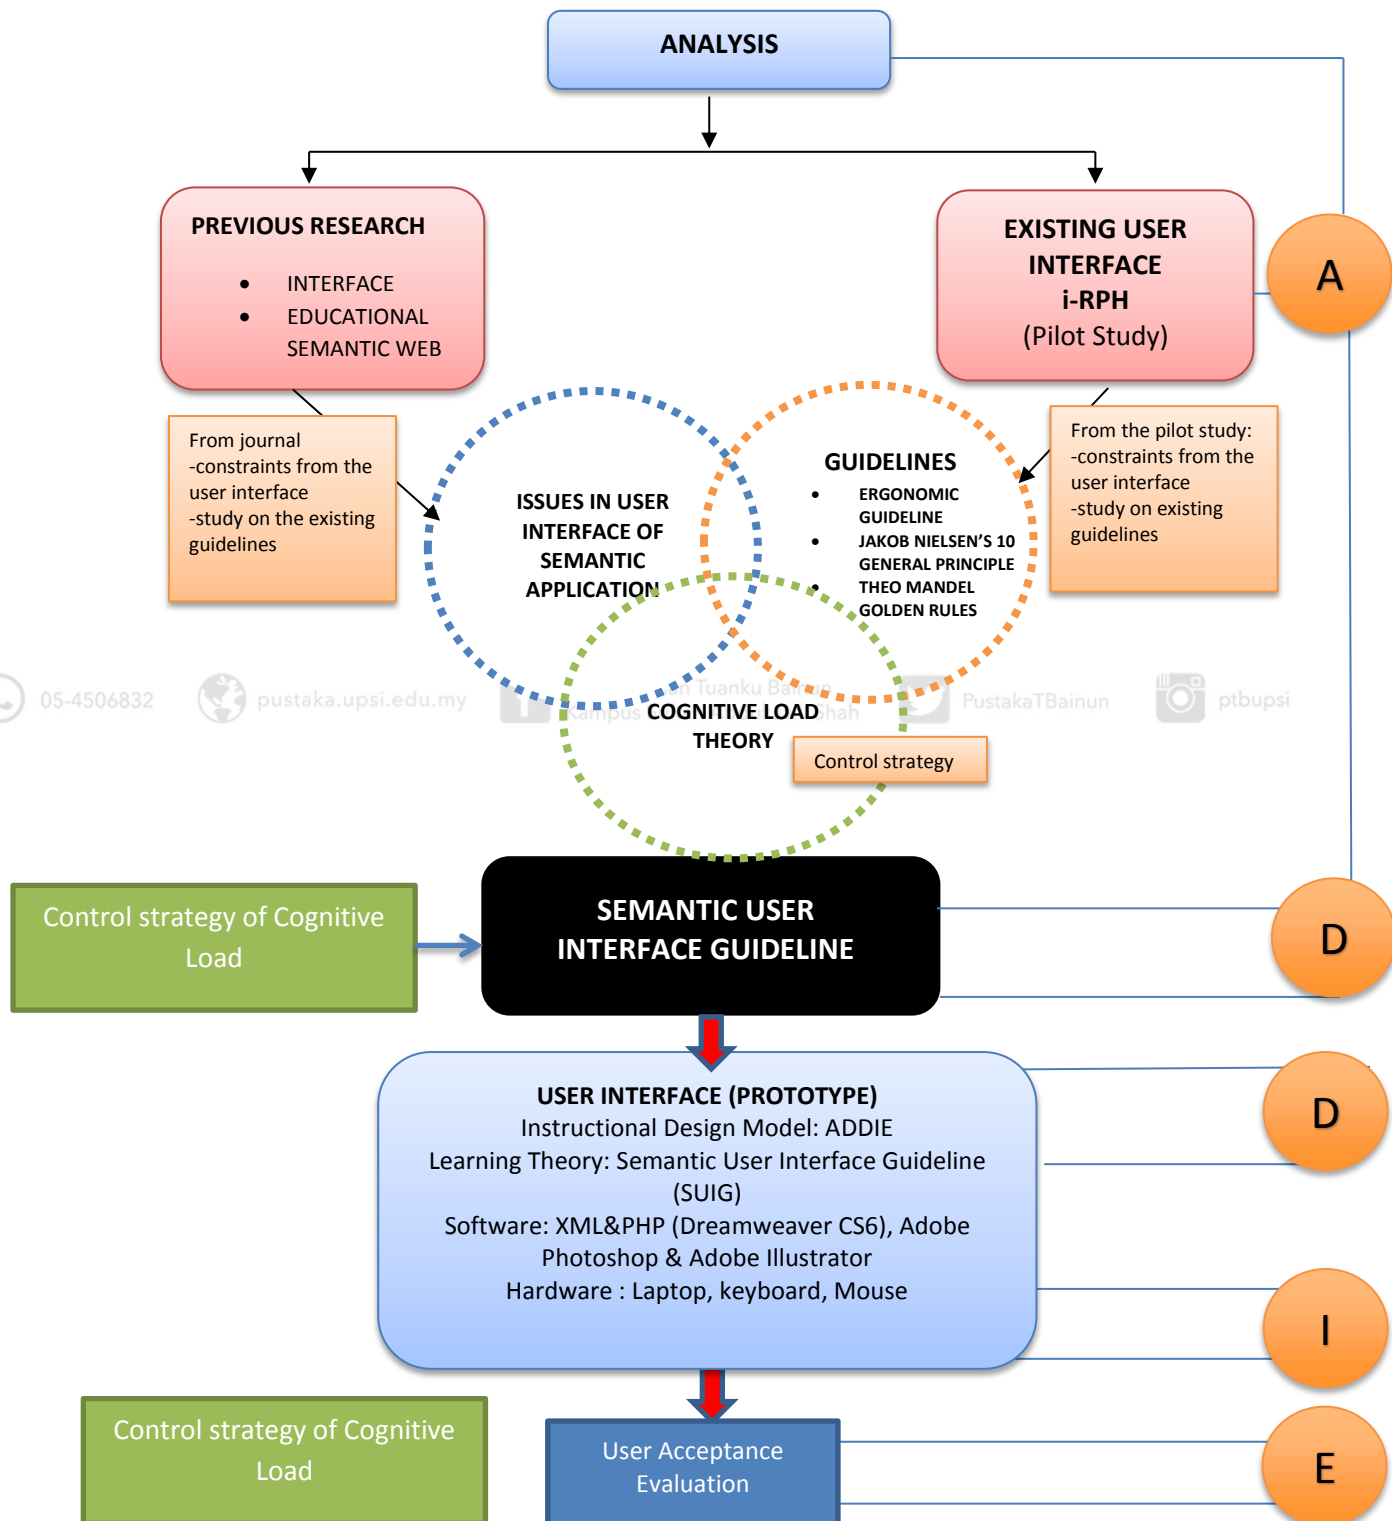 ANALYSIS
PREVIOUS RESEARCH
• INTERFACE
• EDUCATIONAL
SEMANTIC WEB
EXISTING USER
INTERFACE
i-RPH
(Pilot Study)
A
From journal
-constraints from the
user interface
-study on the existing
guidelines
ISSUES IN USER
INTERFACE OF
SEMANTIC
APPLICATION
GUIDELINES
• ERGONOMIC
GUIDELINE
• JAKOB NIELSEN'S 10
GENERAL PRINCIPLE
• THEO MANDEL
GOLDEN RULES
From the pilot study:
-constraints from the
user interface
-study on existing
guidelines
05-4506832
pustaka.upsi.edu.my
Tuanku Bainun
Kampus
Shah
PustakaTBainun
ptbupsi
COGNITIVE LOAD
THEORY
Control strategy
Control strategy of Cognitive
Load
SEMANTIC USER
INTERFACE GUIDELINE
D
USER INTERFACE (PROTOTYPE)
Instructional Design Model: ADDIE
Learning Theory: Semantic User Interface Guideline
(SUIG)
Software: XML&PHP (Dreamweaver CS6), Adobe
Photoshop & Adobe Illustrator
Hardware : Laptop, keyboard, Mouse
D
I
Control strategy of Cognitive
Load
User Acceptance
Evaluation
E